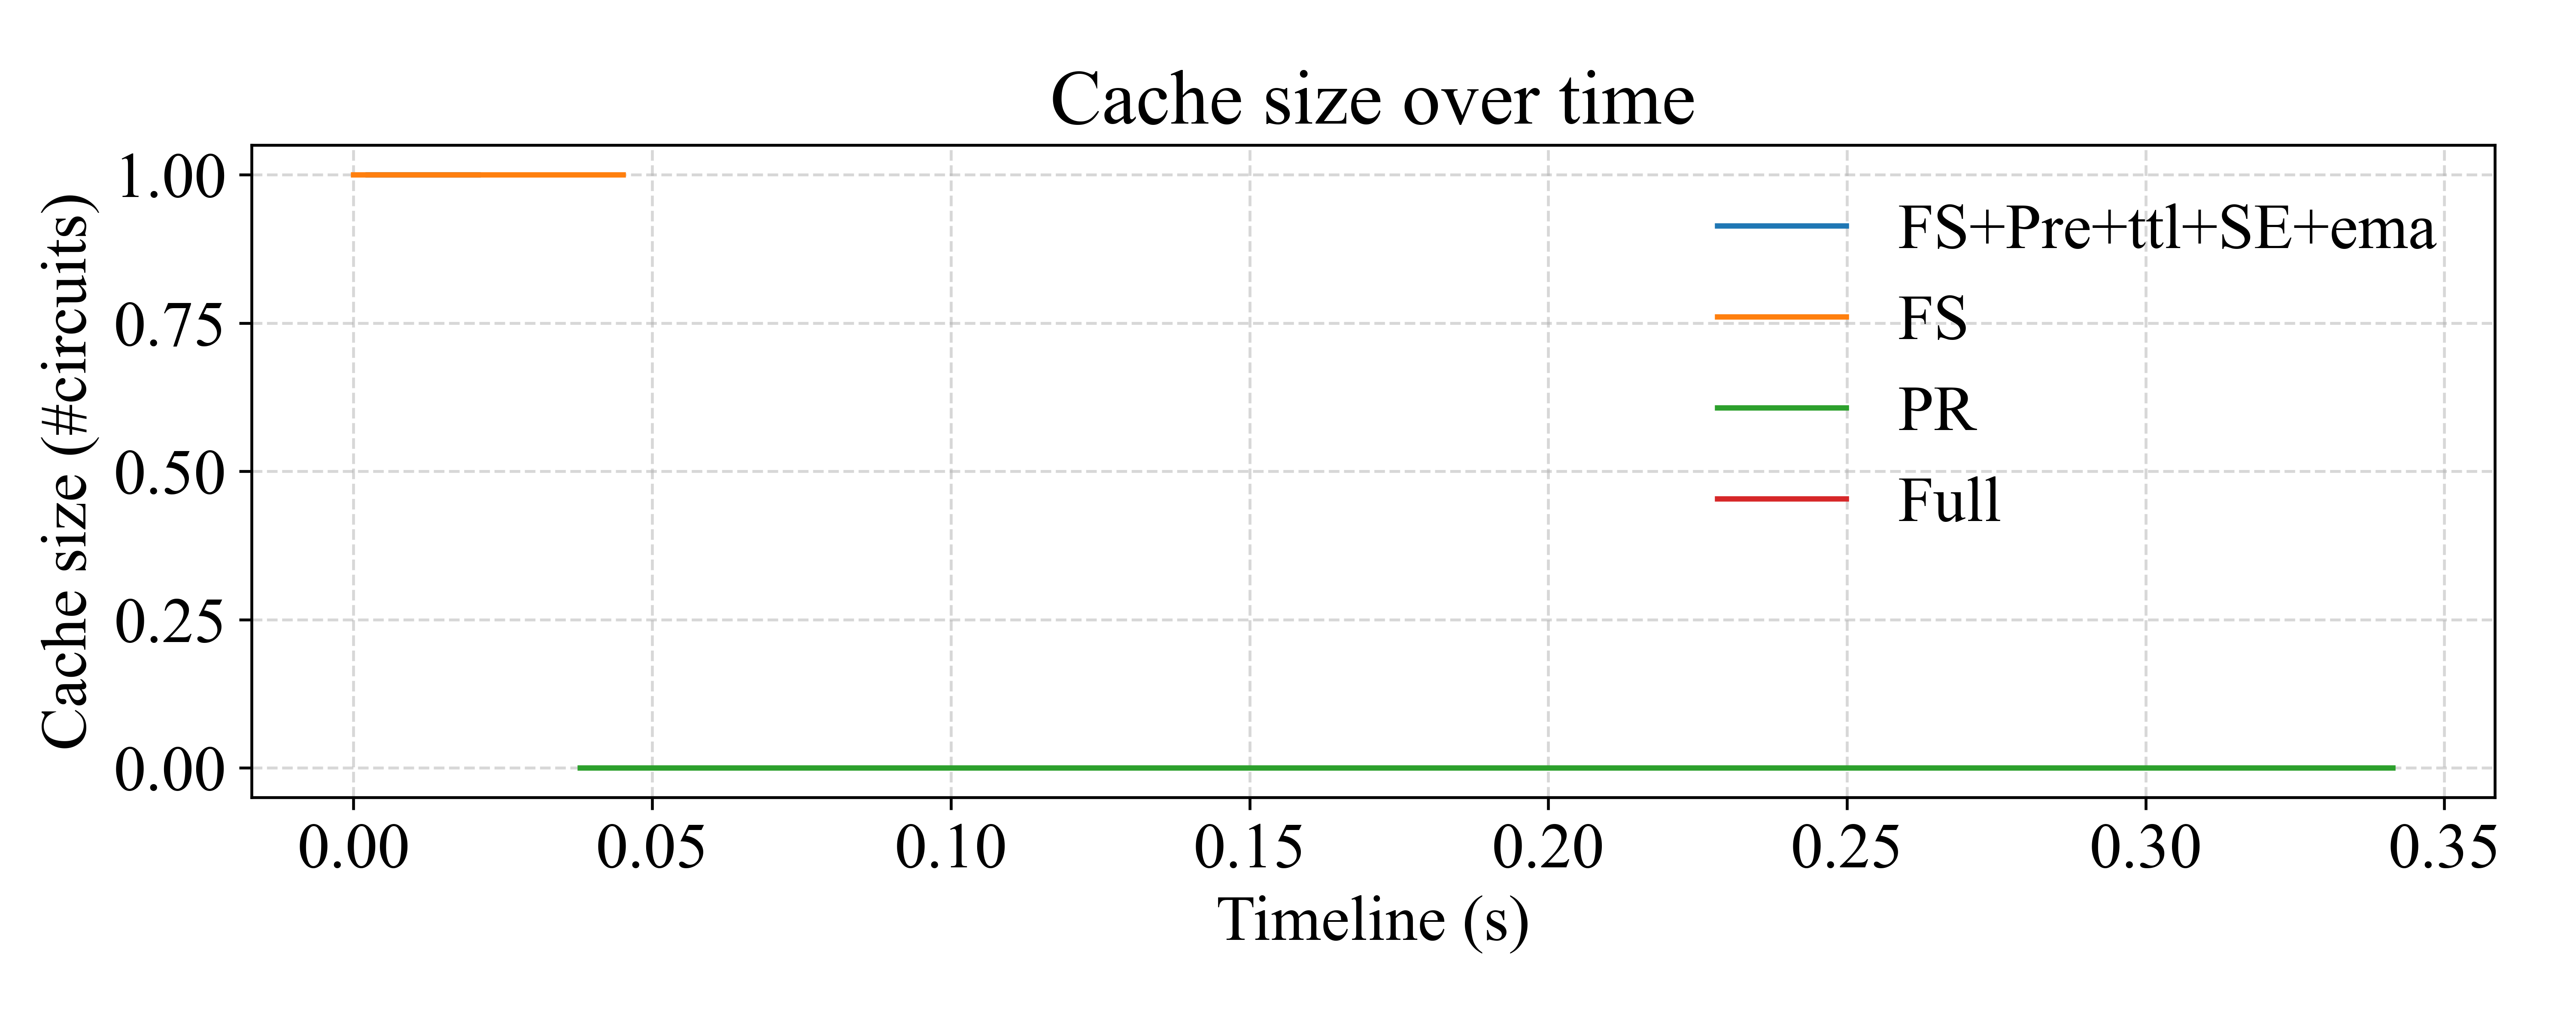 Cache size over time
Cache size (#circuits)
1.00
0.75
0.50
0.25
0.00
FS+Pre+ttl+SE+ema
FS
PR
Full
0.00 0.05 0.10 0.15 0.20 0.25 0.30 0.35
Timeline (s)